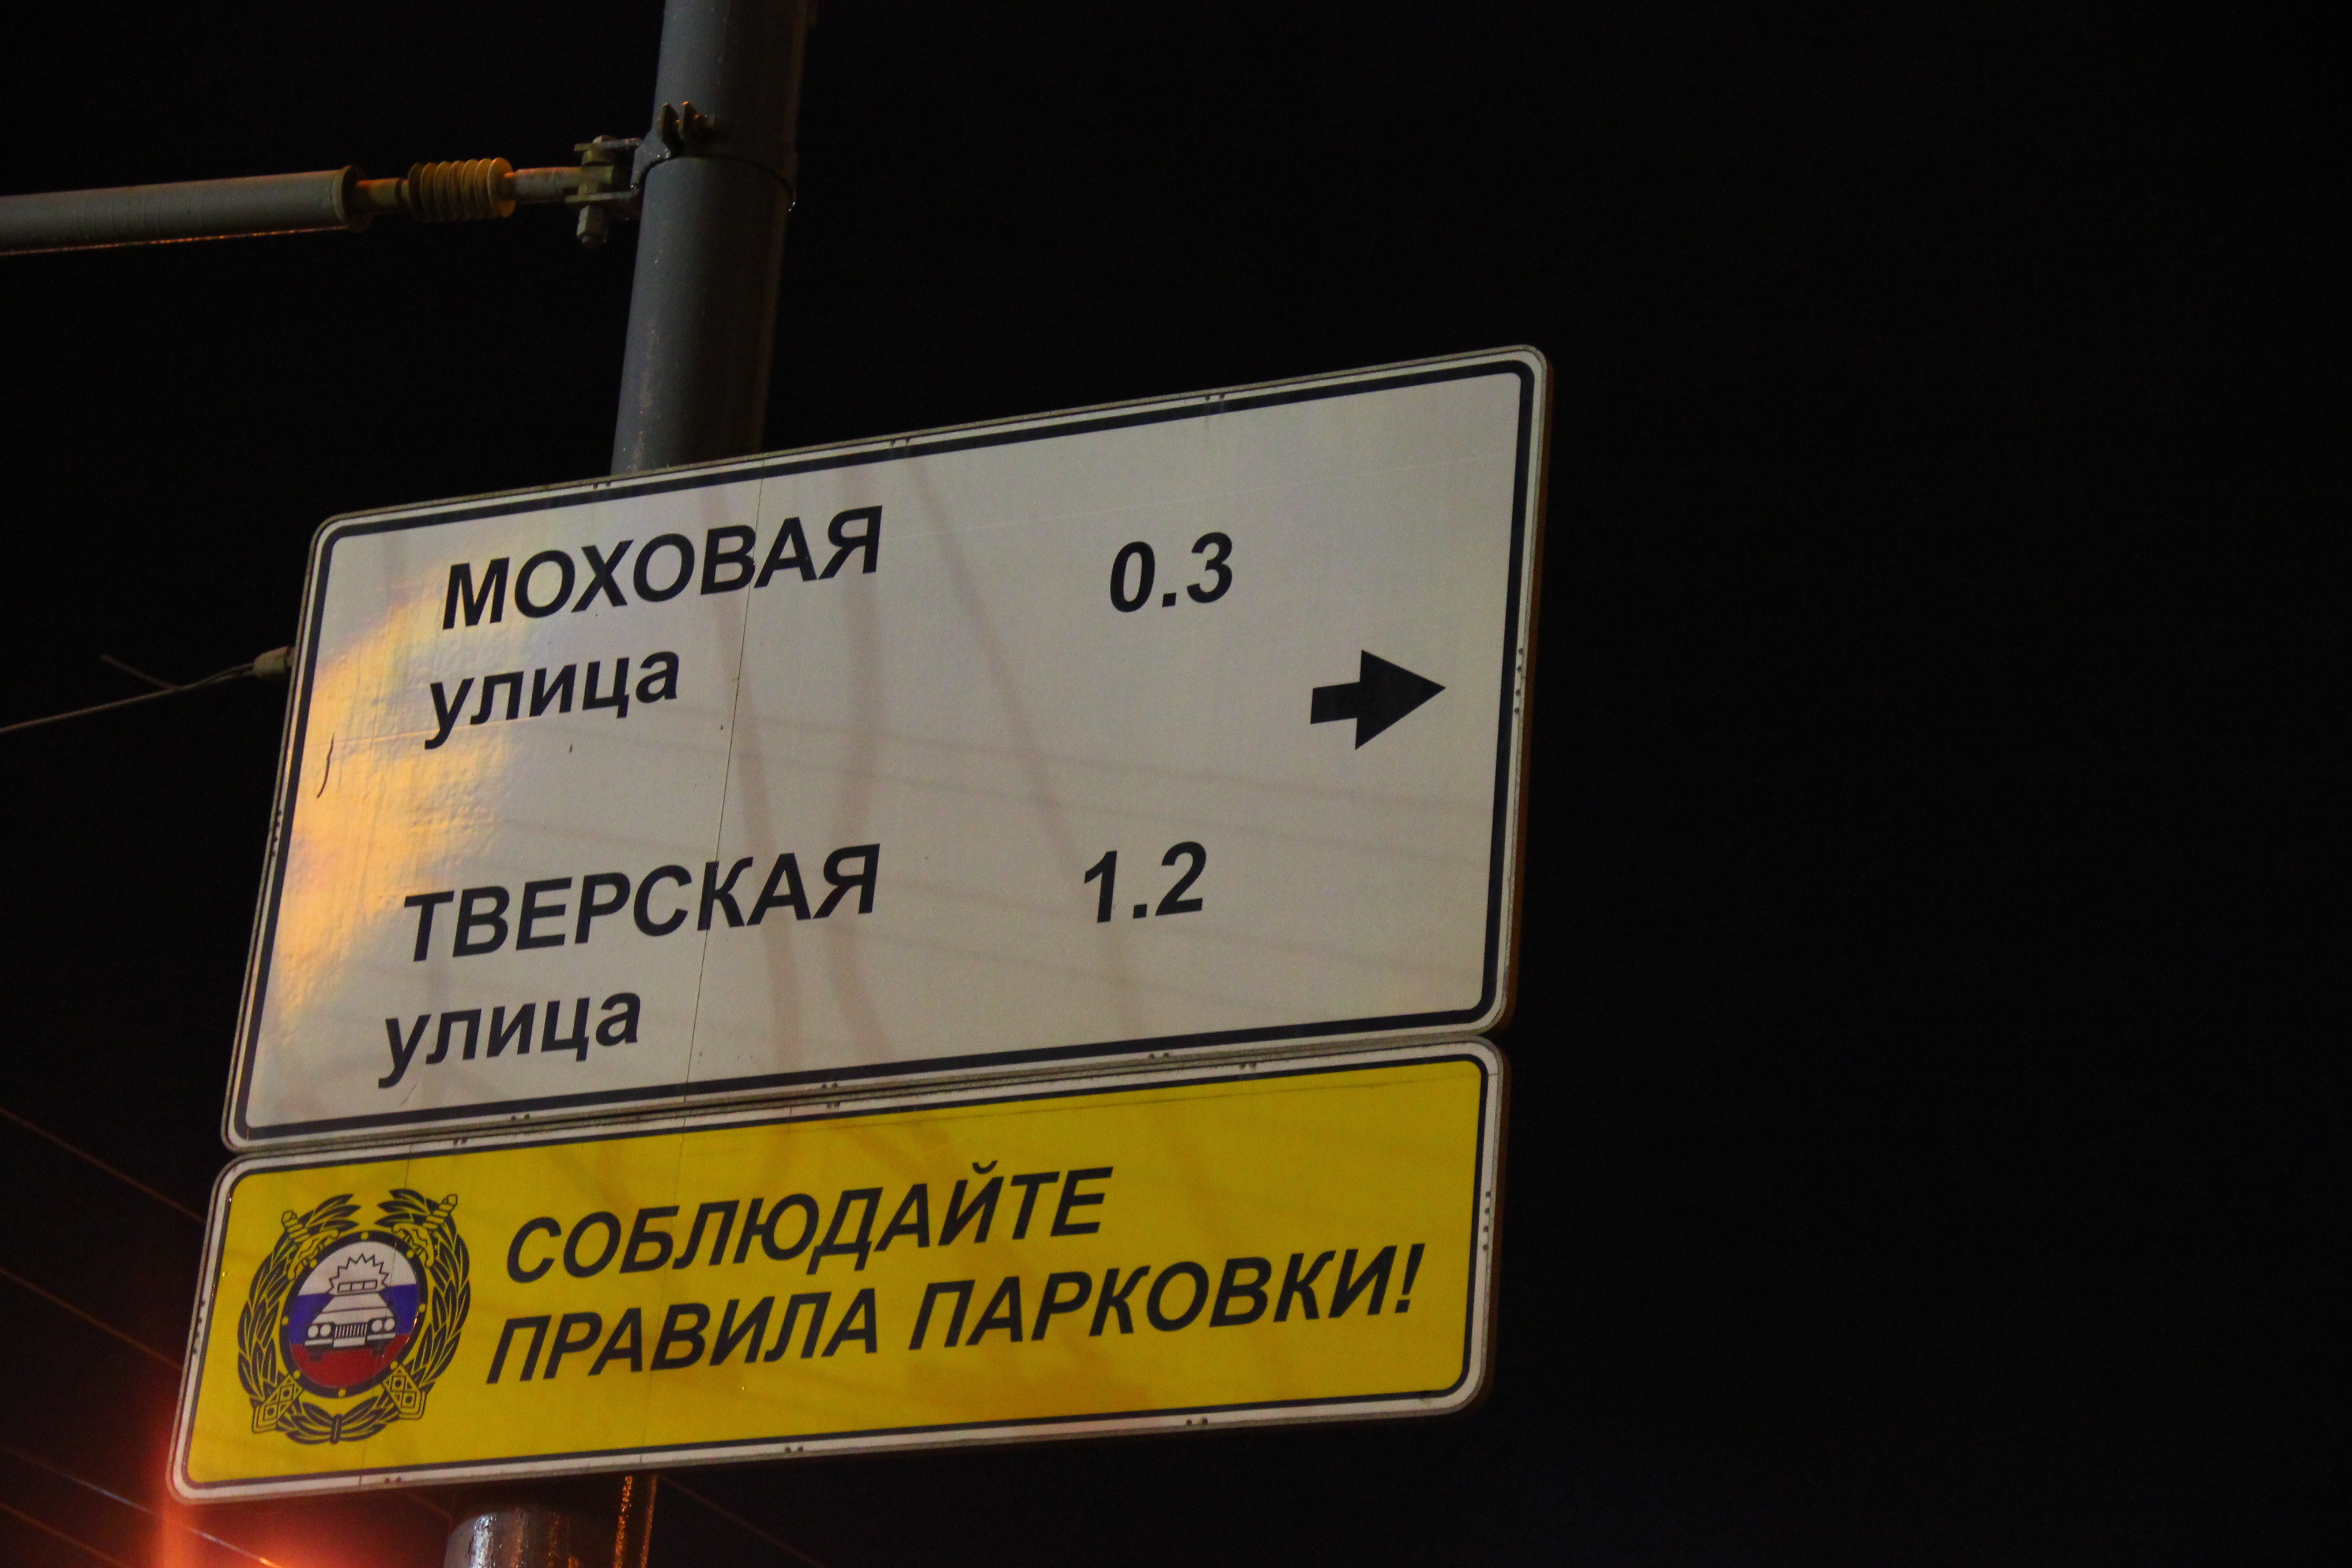 МОХОВАЯ 0.3
улица
ТВЕРСКАЯ 1.2
улица
СОБЛЮДАЙТЕ
ПРАВИЛА ПАРКОВКИ!